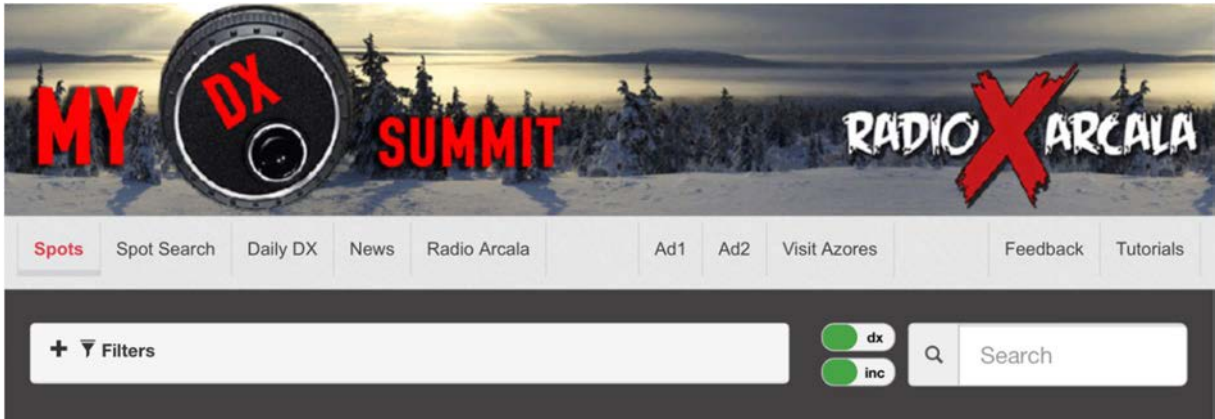 MY DX SUMMIT
RADIO X ARCALA
Spots Spot Search Daily DX News Radio Arcala Ad1 Ad2 Visit Azores Feedback Tutorials
Filters dx inc Search